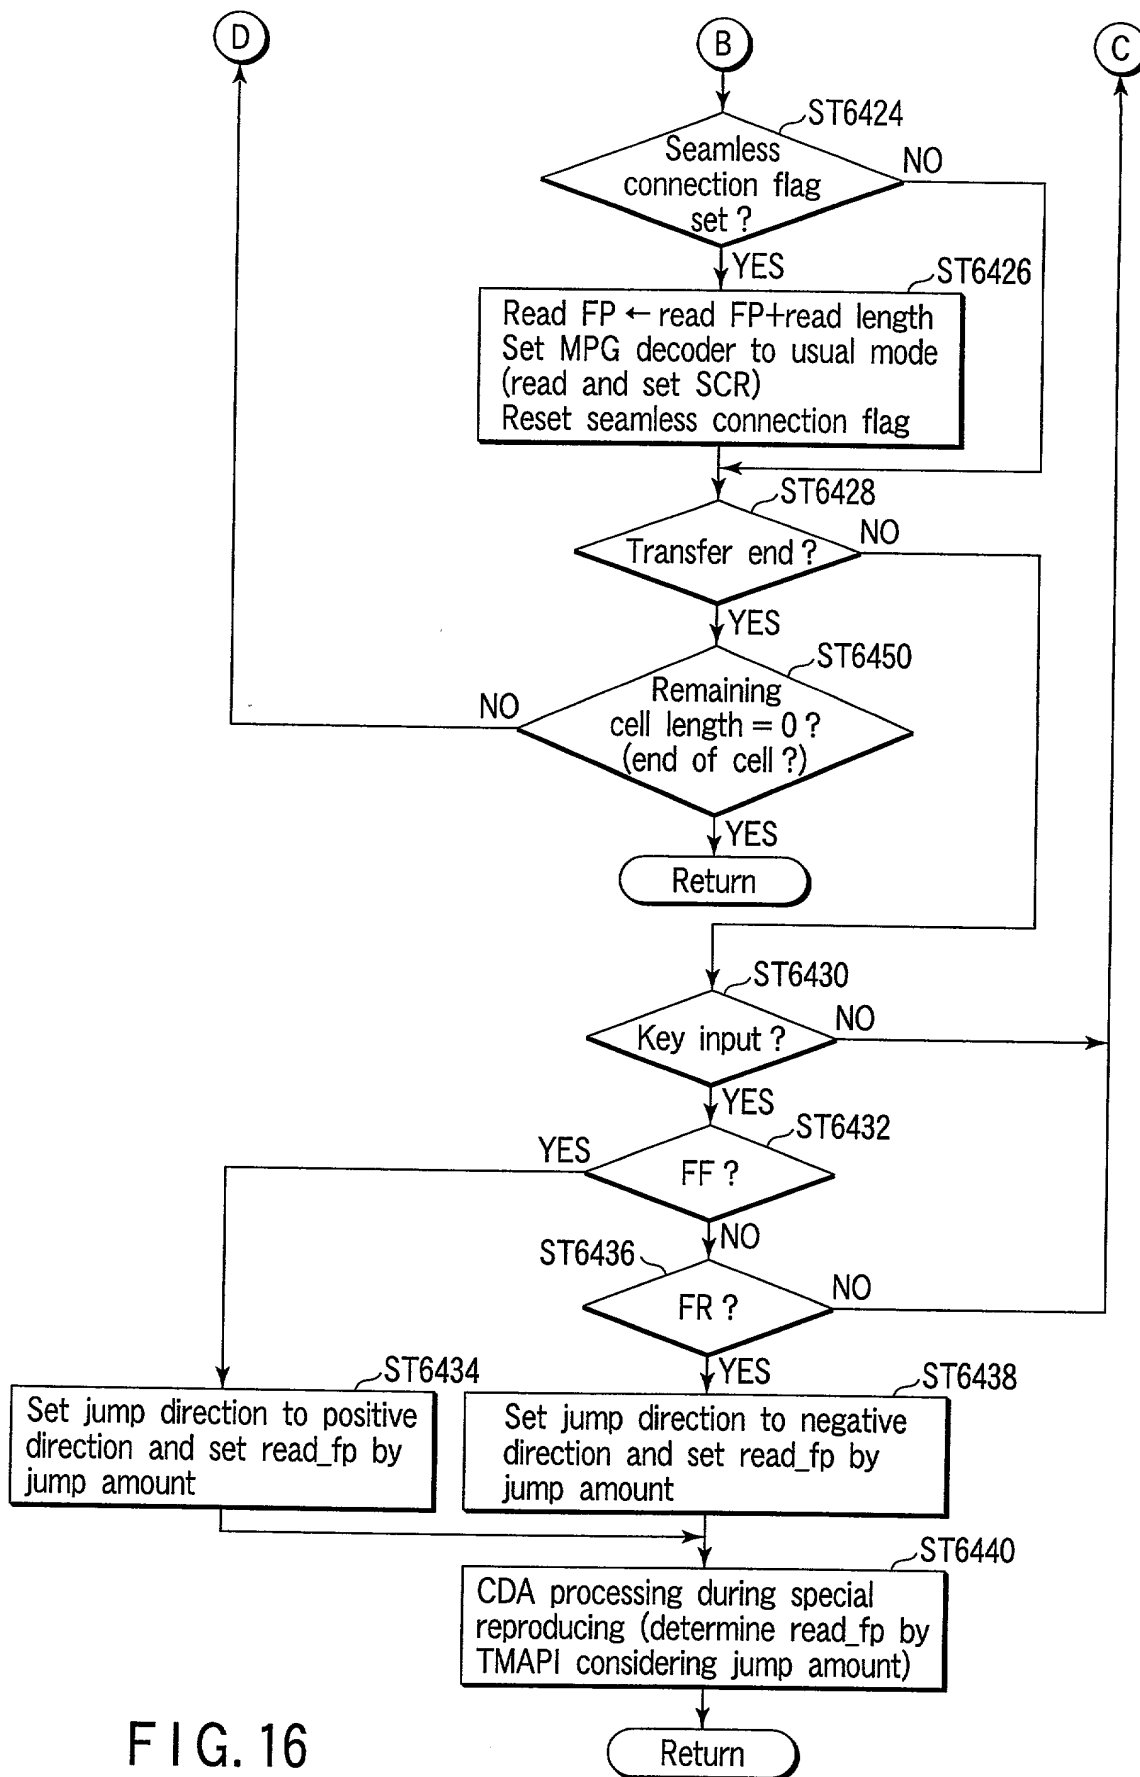 D
B
C
ST6424
Seamless
connection flag
set ?
NO
YES
ST6426
Read FP ← read FP+read length
Set MPG decoder to usual mode
(read and set SCR)
Reset seamless connection flag
ST6428
Transfer end ?
NO
YES
ST6450
Remaining
cell length = 0 ?
(end of cell ?)
NO
YES
Return
ST6430
Key input ?
NO
YES
ST6432
FF ?
YES
NO
ST6436
FR ?
NO
YES
ST6434
Set jump direction to positive
direction and set read_fp by
jump amount
ST6438
Set jump direction to negative
direction and set read_fp by
jump amount
ST6440
CDA processing during special
reproducing (determine read_fp by
TMAPI considering jump amount)
Return
FIG. 16